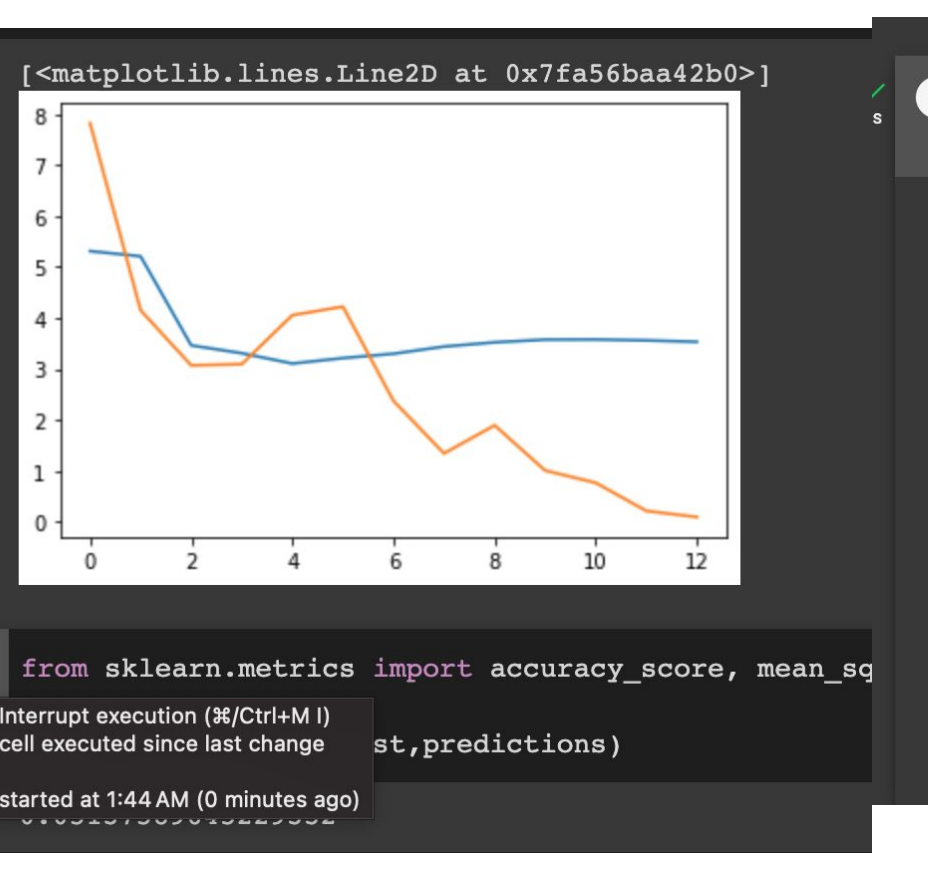 [<matplotlib.lines.Line2D at 0x7fa56baa42b0>]
s
8
7
6
5
4
3
2
1
0
0 2 4 6 8 10 12
from sklearn.metrics import accuracy_score, mean_sq
Interrupt execution (⌘/Ctrl+M I)
cell executed since last change
st,predictions)
started at 1:44 AM (0 minutes ago)